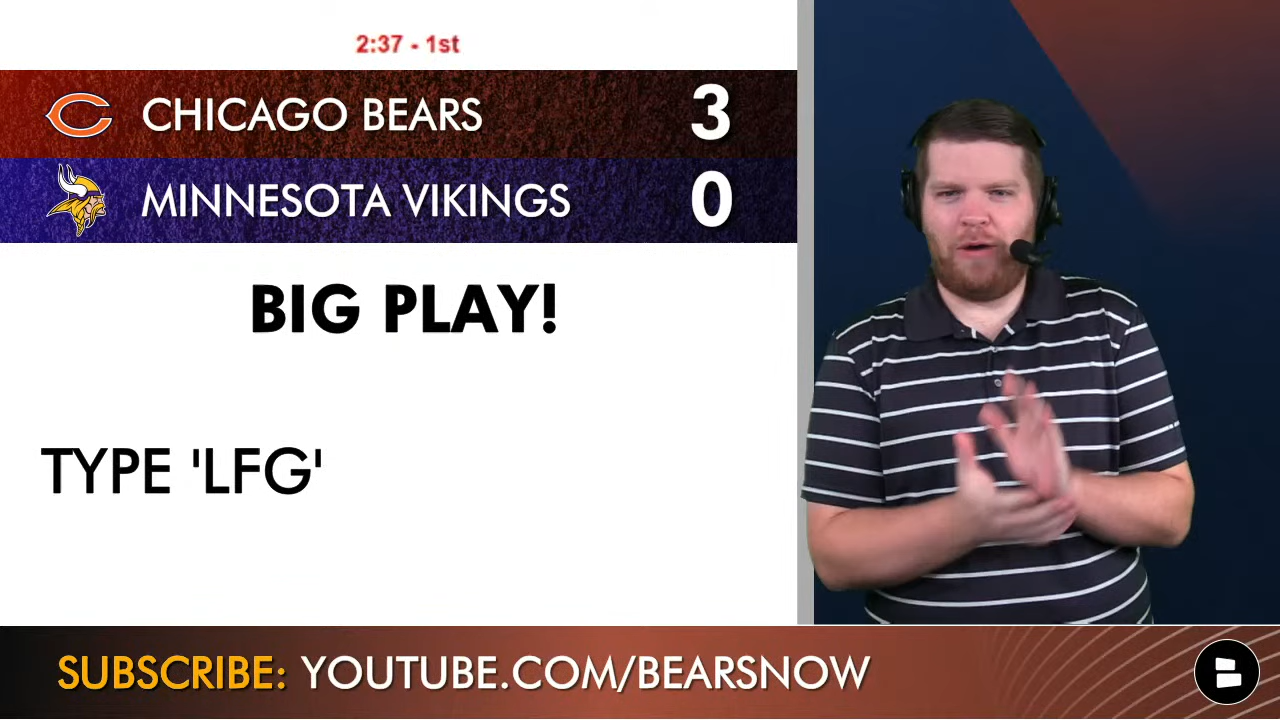 2:37 - 1st
CHICAGO BEARS 3
MINNESOTA VIKINGS 0
BIG PLAY!
TYPE 'LFG'
SUBSCRIBE: YOUTUBE.COM/BEARSNOW